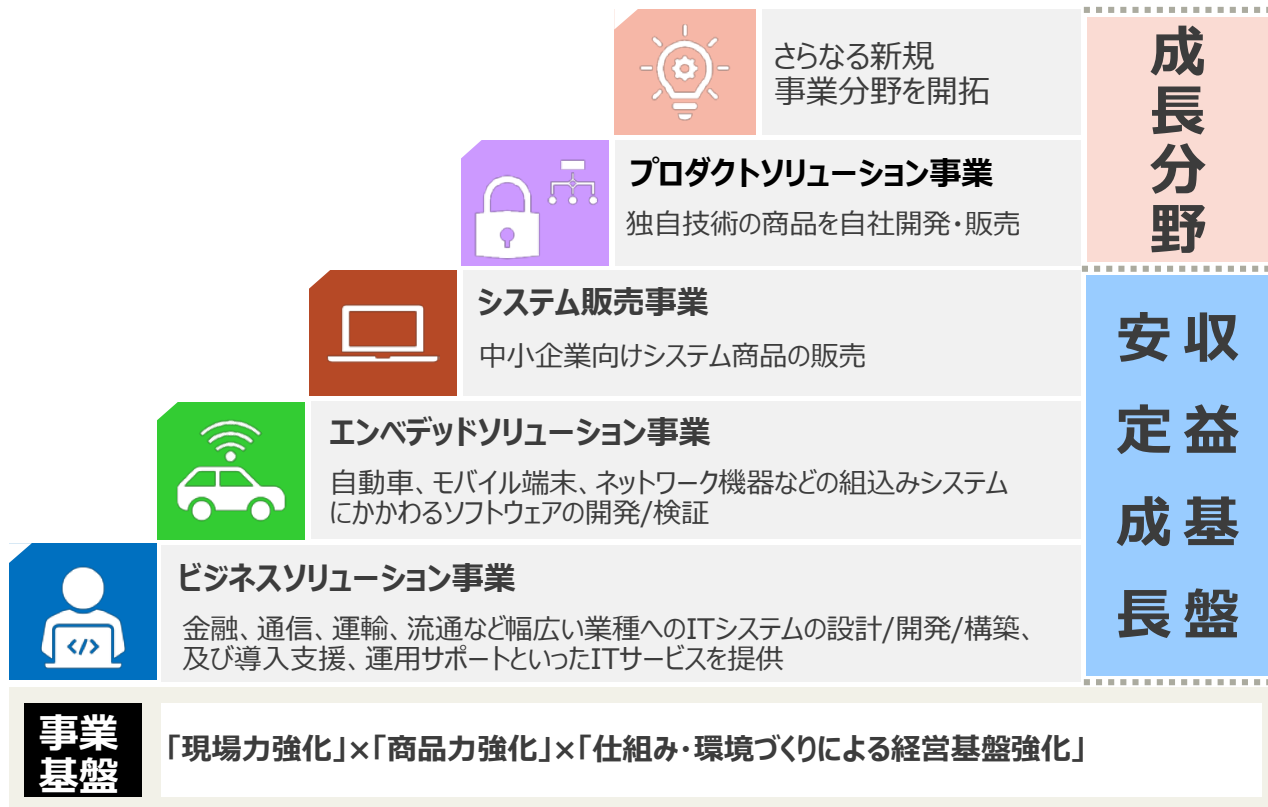 さらなる新規
事業分野を開拓
成長分野
プロダクトソリューション事業
独自技術の商品を自社開発・販売
システム販売事業
中小企業向けシステム商品の販売
収益基盤
安定成長
エンベデッドソリューション事業
自動車、モバイル端末、ネットワーク機器などの組込みシステム
にかかわるソフトウェアの開発/検証
ビジネスソリューション事業
金融、通信、運輸、流通など幅広い業種へのITシステムの設計/開発/構築、
及び導入支援、運用サポートといったITサービスを提供
</>
事業
基盤
「現場力強化」×「商品力強化」×「仕組み・環境づくりによる経営基盤強化」